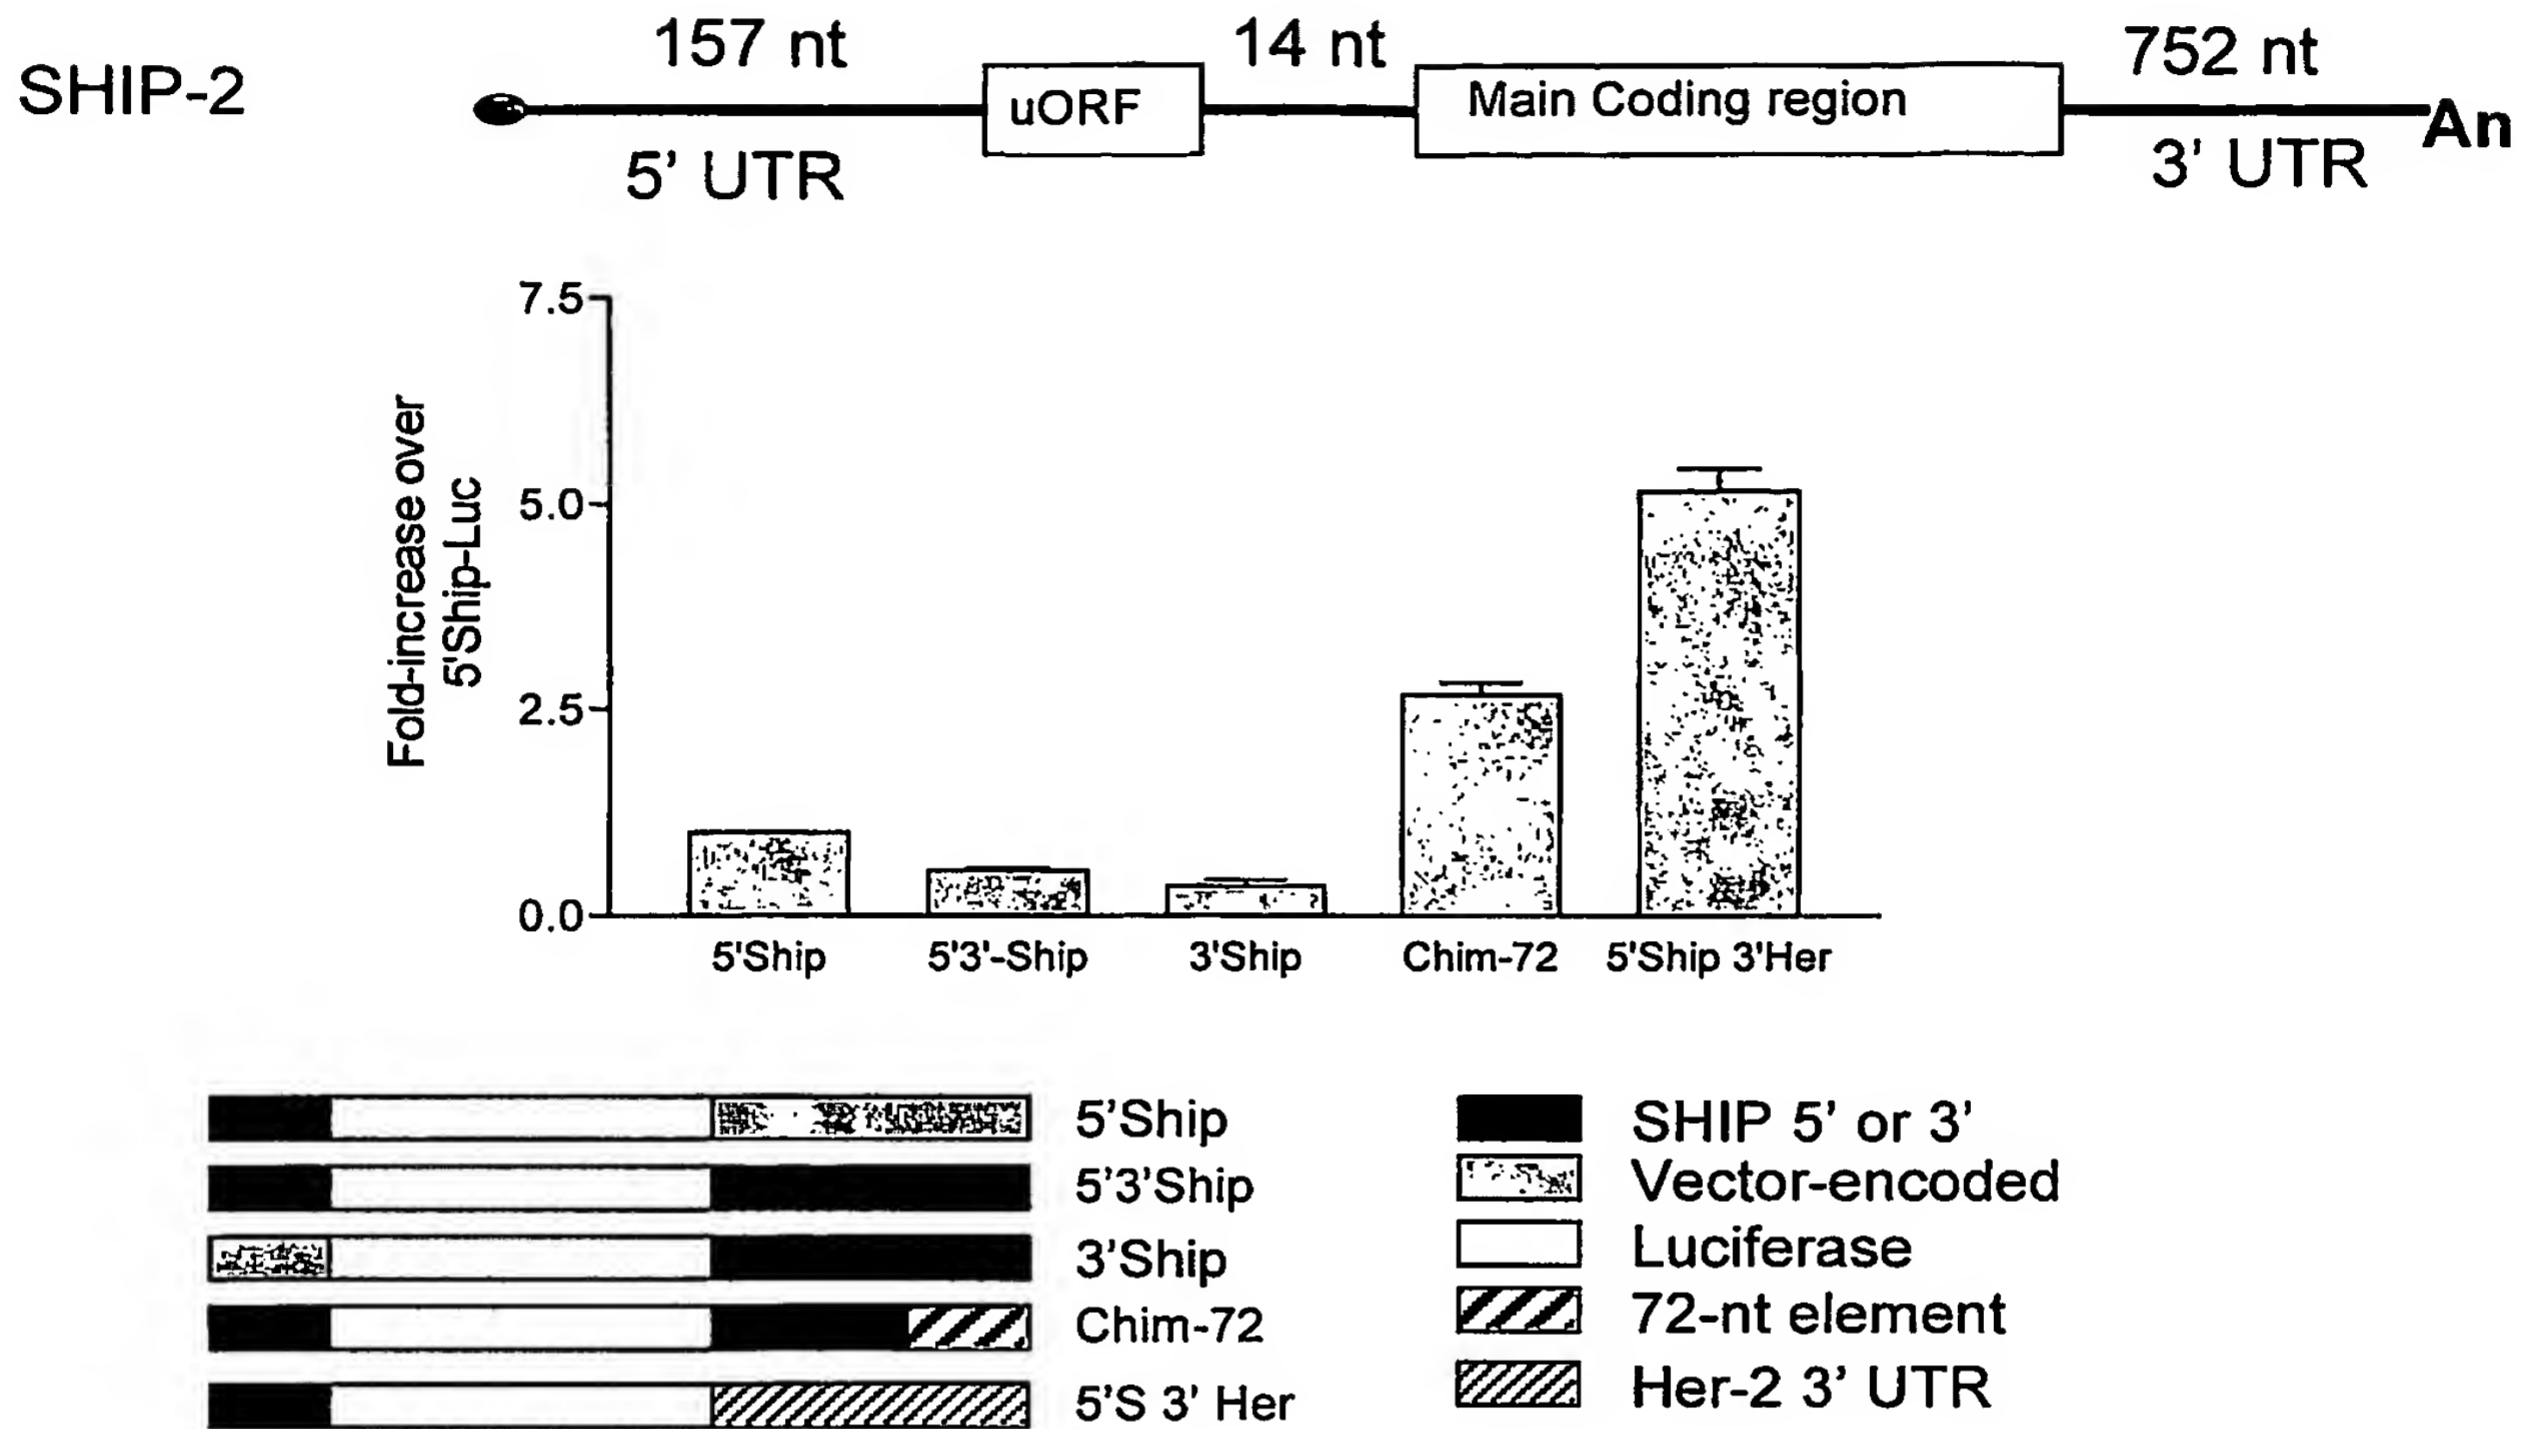 157 nt
14 nt
752 nt
SHIP-2
uORF
Main Coding region
An
5' UTR
3' UTR
7.5
5.0
2.5
0.0
Fold-increase over
5'Ship-Luc
5'Ship
5'3'-Ship
3'Ship
Chim-72
5'Ship 3'Her
5'Ship
5'3'Ship
3'Ship
Chim-72
5'S 3' Her
SHIP 5' or 3'
Vector-encoded
Luciferase
72-nt element
Her-2 3' UTR